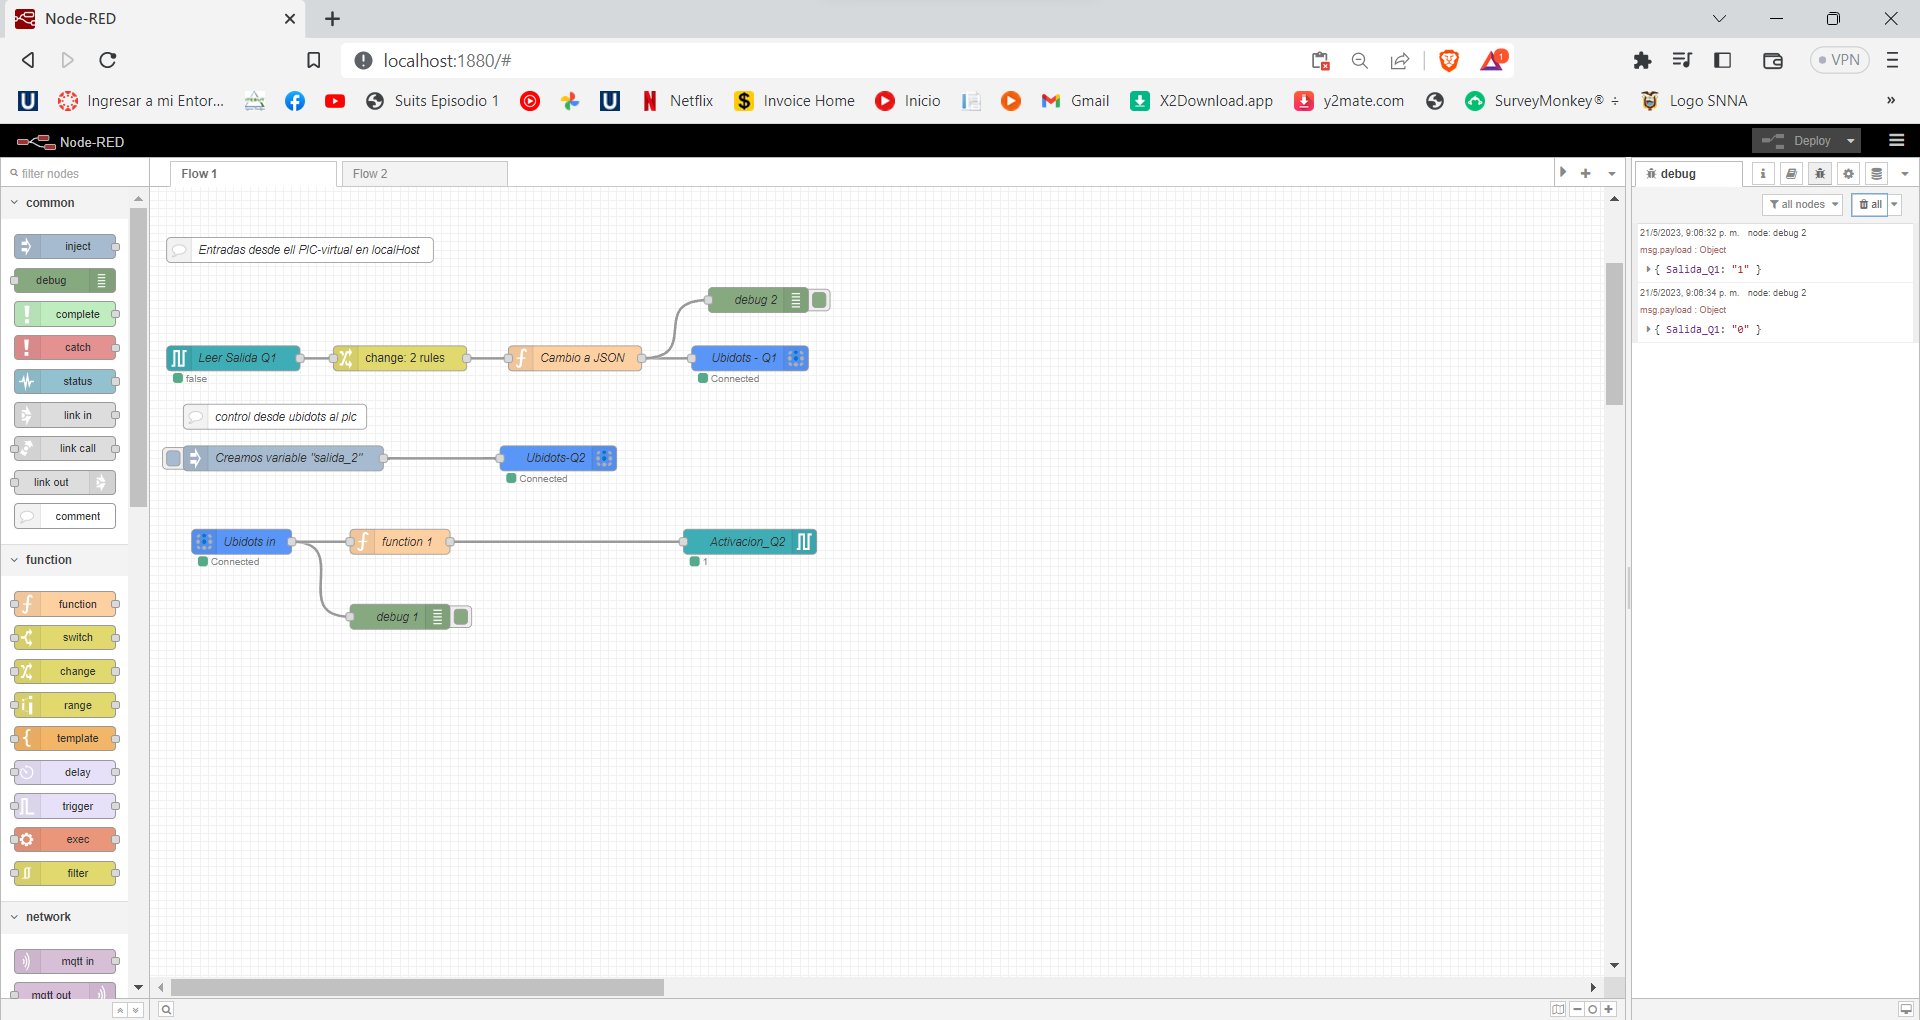 Node-RED
localhost:1880/#
1
VPN
Ingresar a mi Entor...
Suits Episodio 1
Netflix
Invoice Home
Inicio
Gmail
X2Download.app
y2mate.com
SurveyMonkey® ÷
Logo SNNA
»
Node-RED
Deploy
filter nodes
Flow 1
Flow 2
debug
common
all nodes
all
inject
debug
complete
catch
status
link in
link call
link out
comment
function
function
switch
change
range
template
delay
trigger
exec
filter
network
mqtt in
mqtt out
Entradas desde ell PIC-virtual en localHost
debug 2
Leer Salida Q1
change: 2 rules
Cambio a JSON
Ubidots - Q1
false
Connected
control desde ubidots al pic
Creamos variable "salida_2"
Ubidots-Q2
Connected
Ubidots in
function 1
Activacion_Q2
Connected
1
debug 1
21/5/2023, 9:06:32 p. m. node: debug 2
msg.payload : Object
{ Salida_Q1: "1" }
21/5/2023, 9:06:34 p. m. node: debug 2
msg.payload : Object
{ Salida_Q1: "0" }